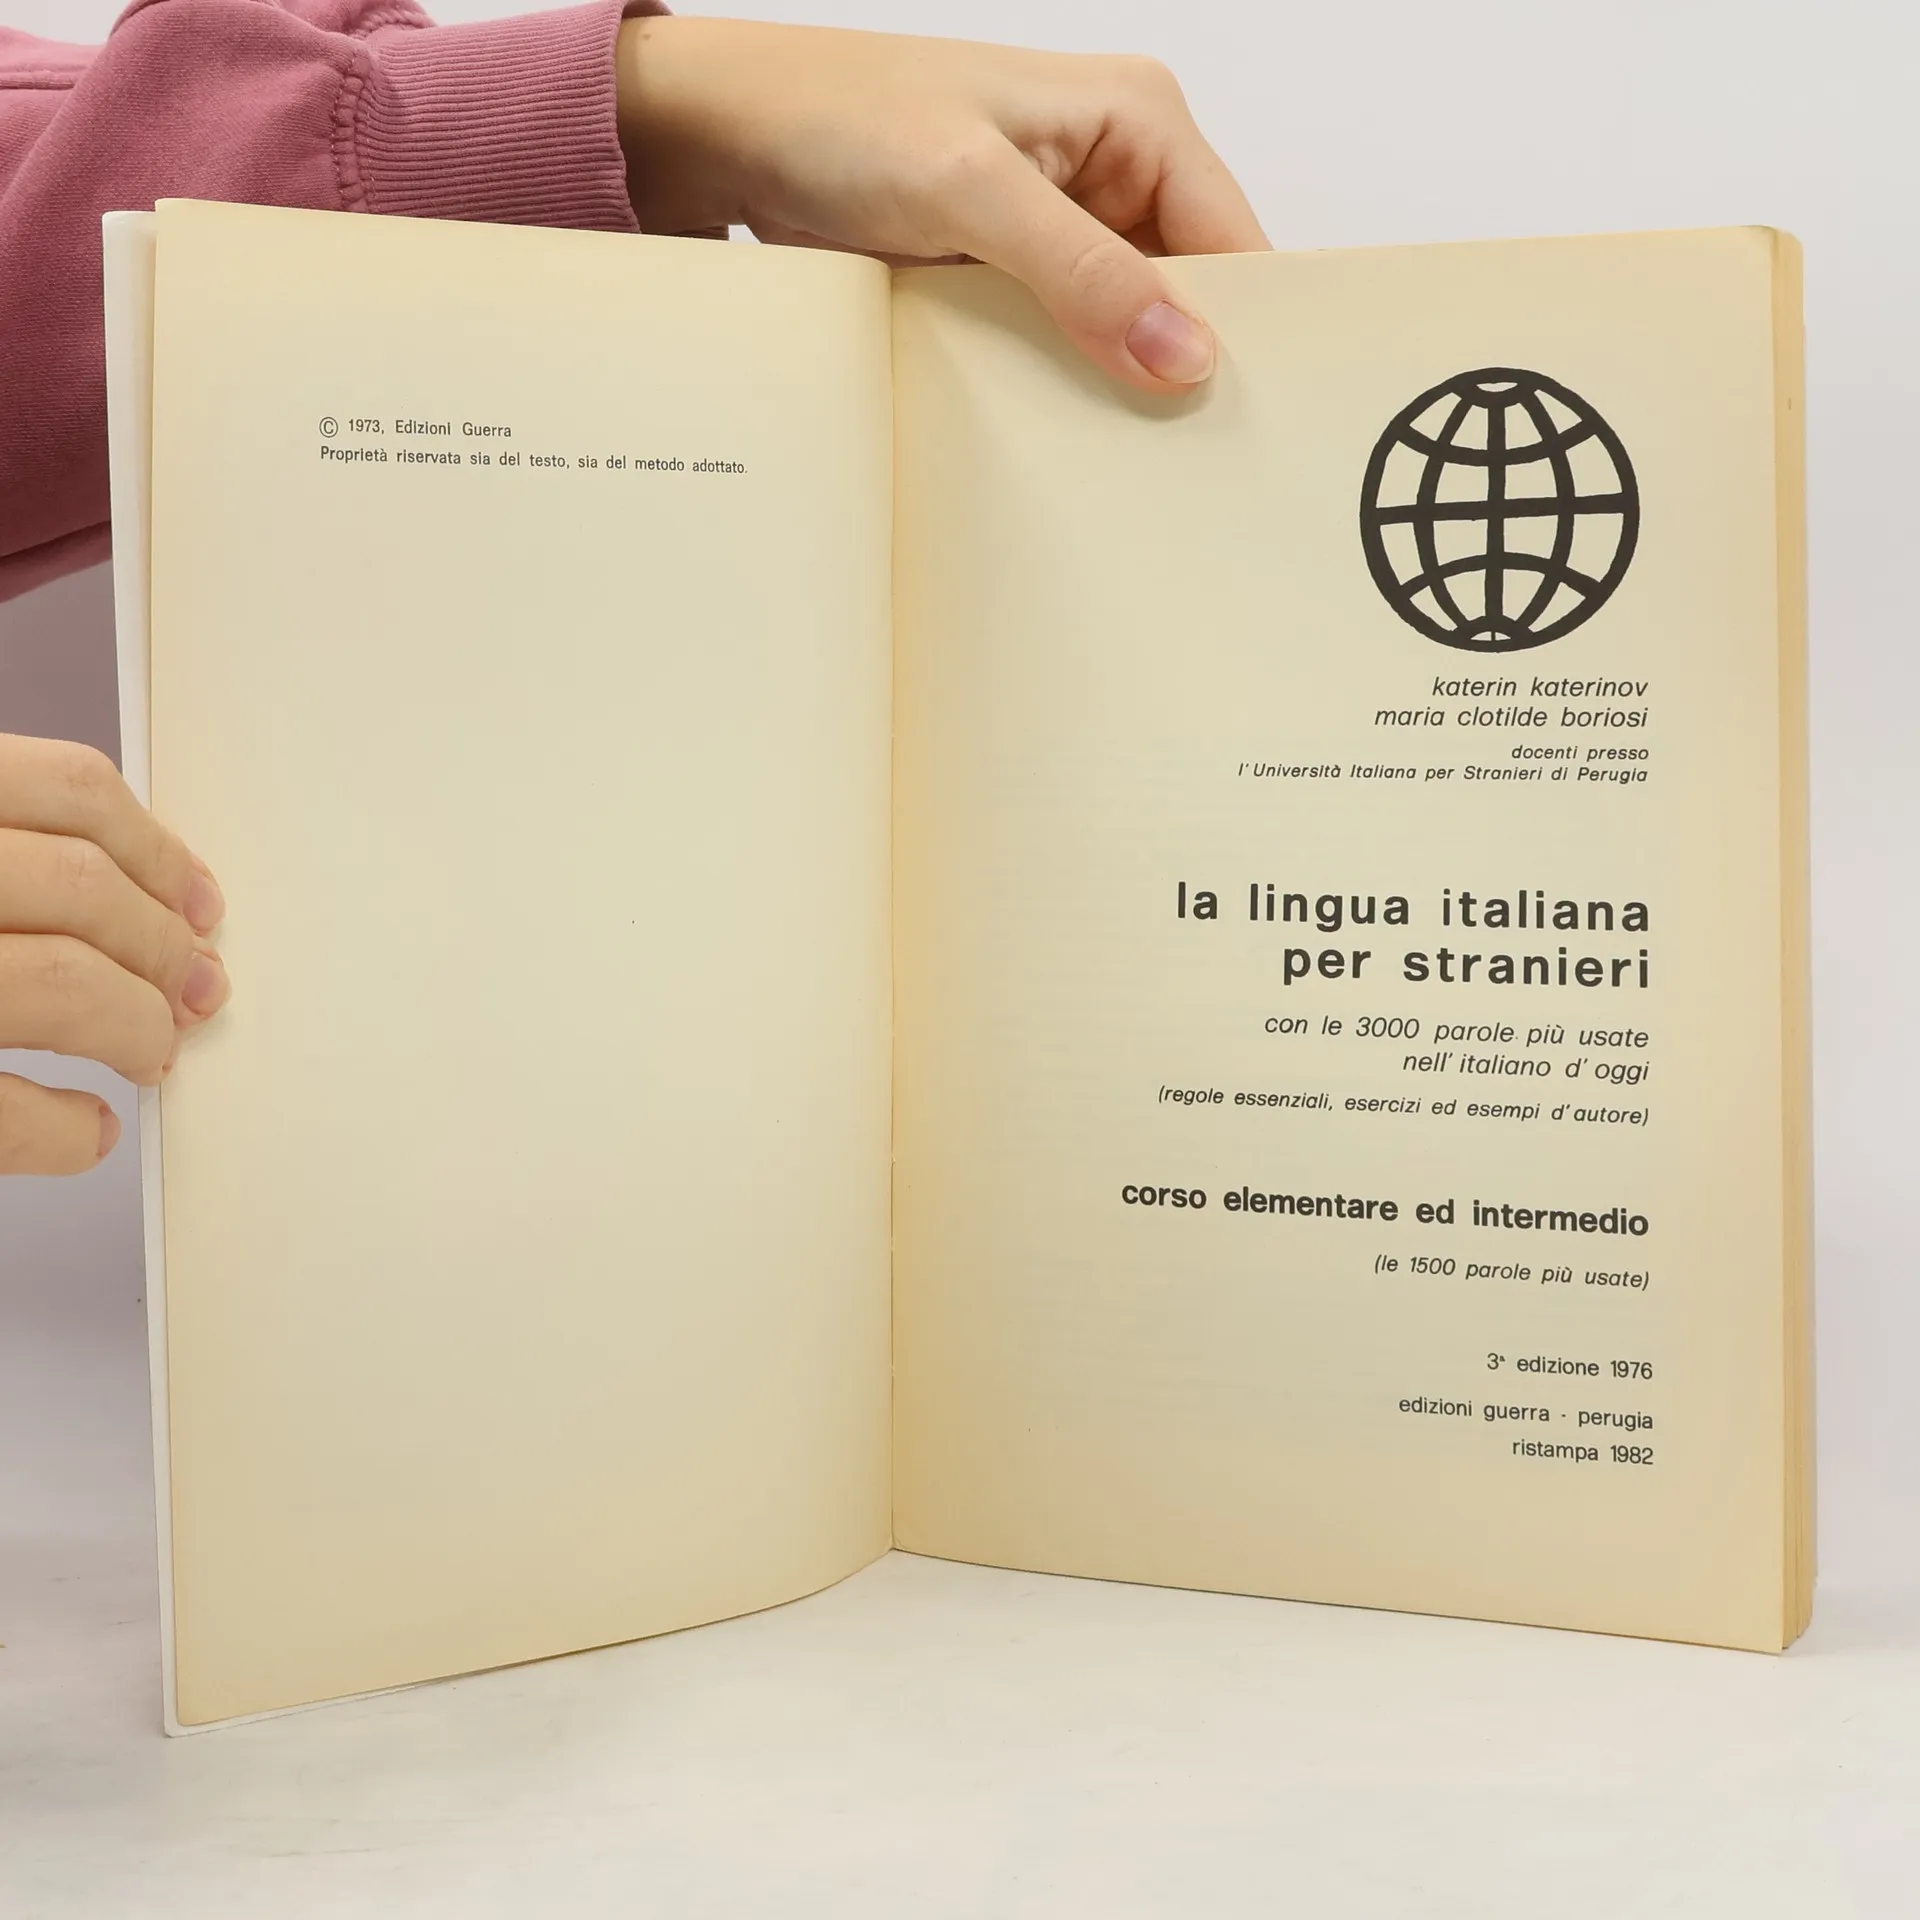 © 1973, Edizioni Guerra
Proprietà riservata sia del testo, sia del metodo adottato.
katerin katerinov
maria clotilde boriosi
docenti presso
l'Università Italiana per Stranieri di Perugia
la lingua italiana
per stranieri
con le 3000 parole più usate
nell'italiano d'oggi
(regole essenziali, esercizi ed esempi d'autore)
corso elementare ed intermedio
(le 1500 parole più usate)
3ª edizione 1976
edizioni guerra - perugia
ristampa 1982